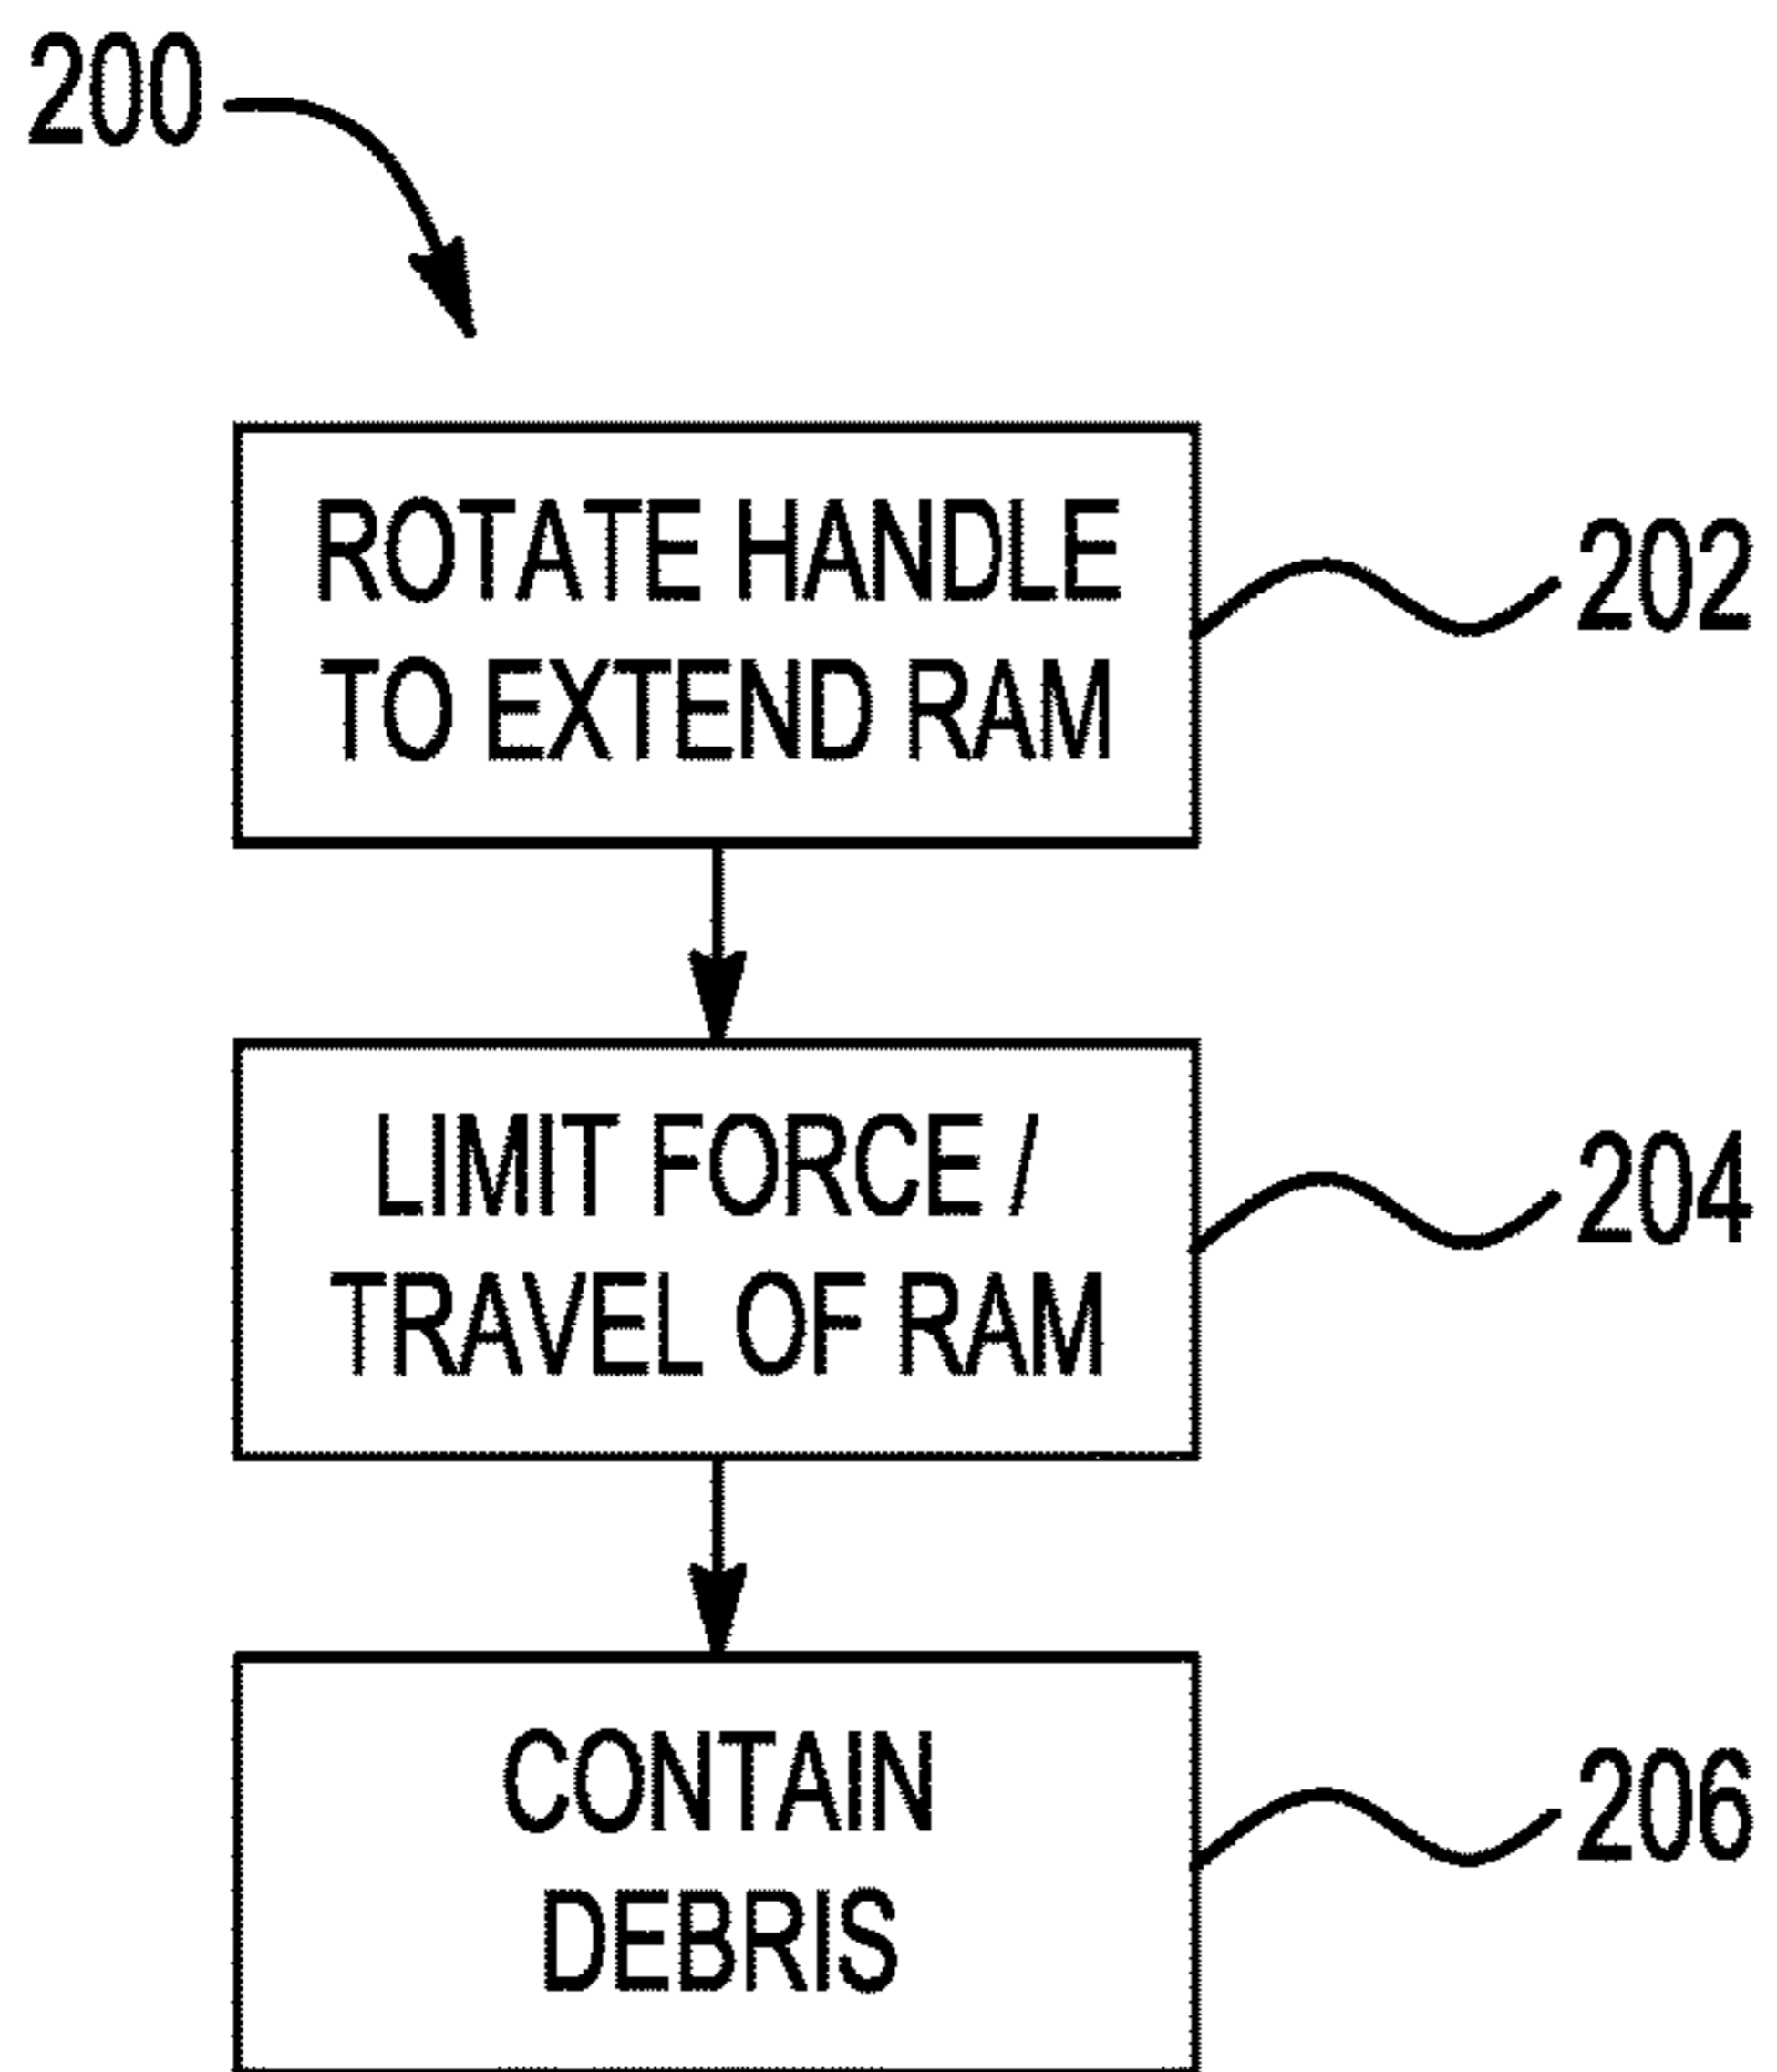 200
ROTATE HANDLE
TO EXTEND RAM
202
LIMIT FORCE /
TRAVEL OF RAM
204
CONTAIN
DEBRIS
206